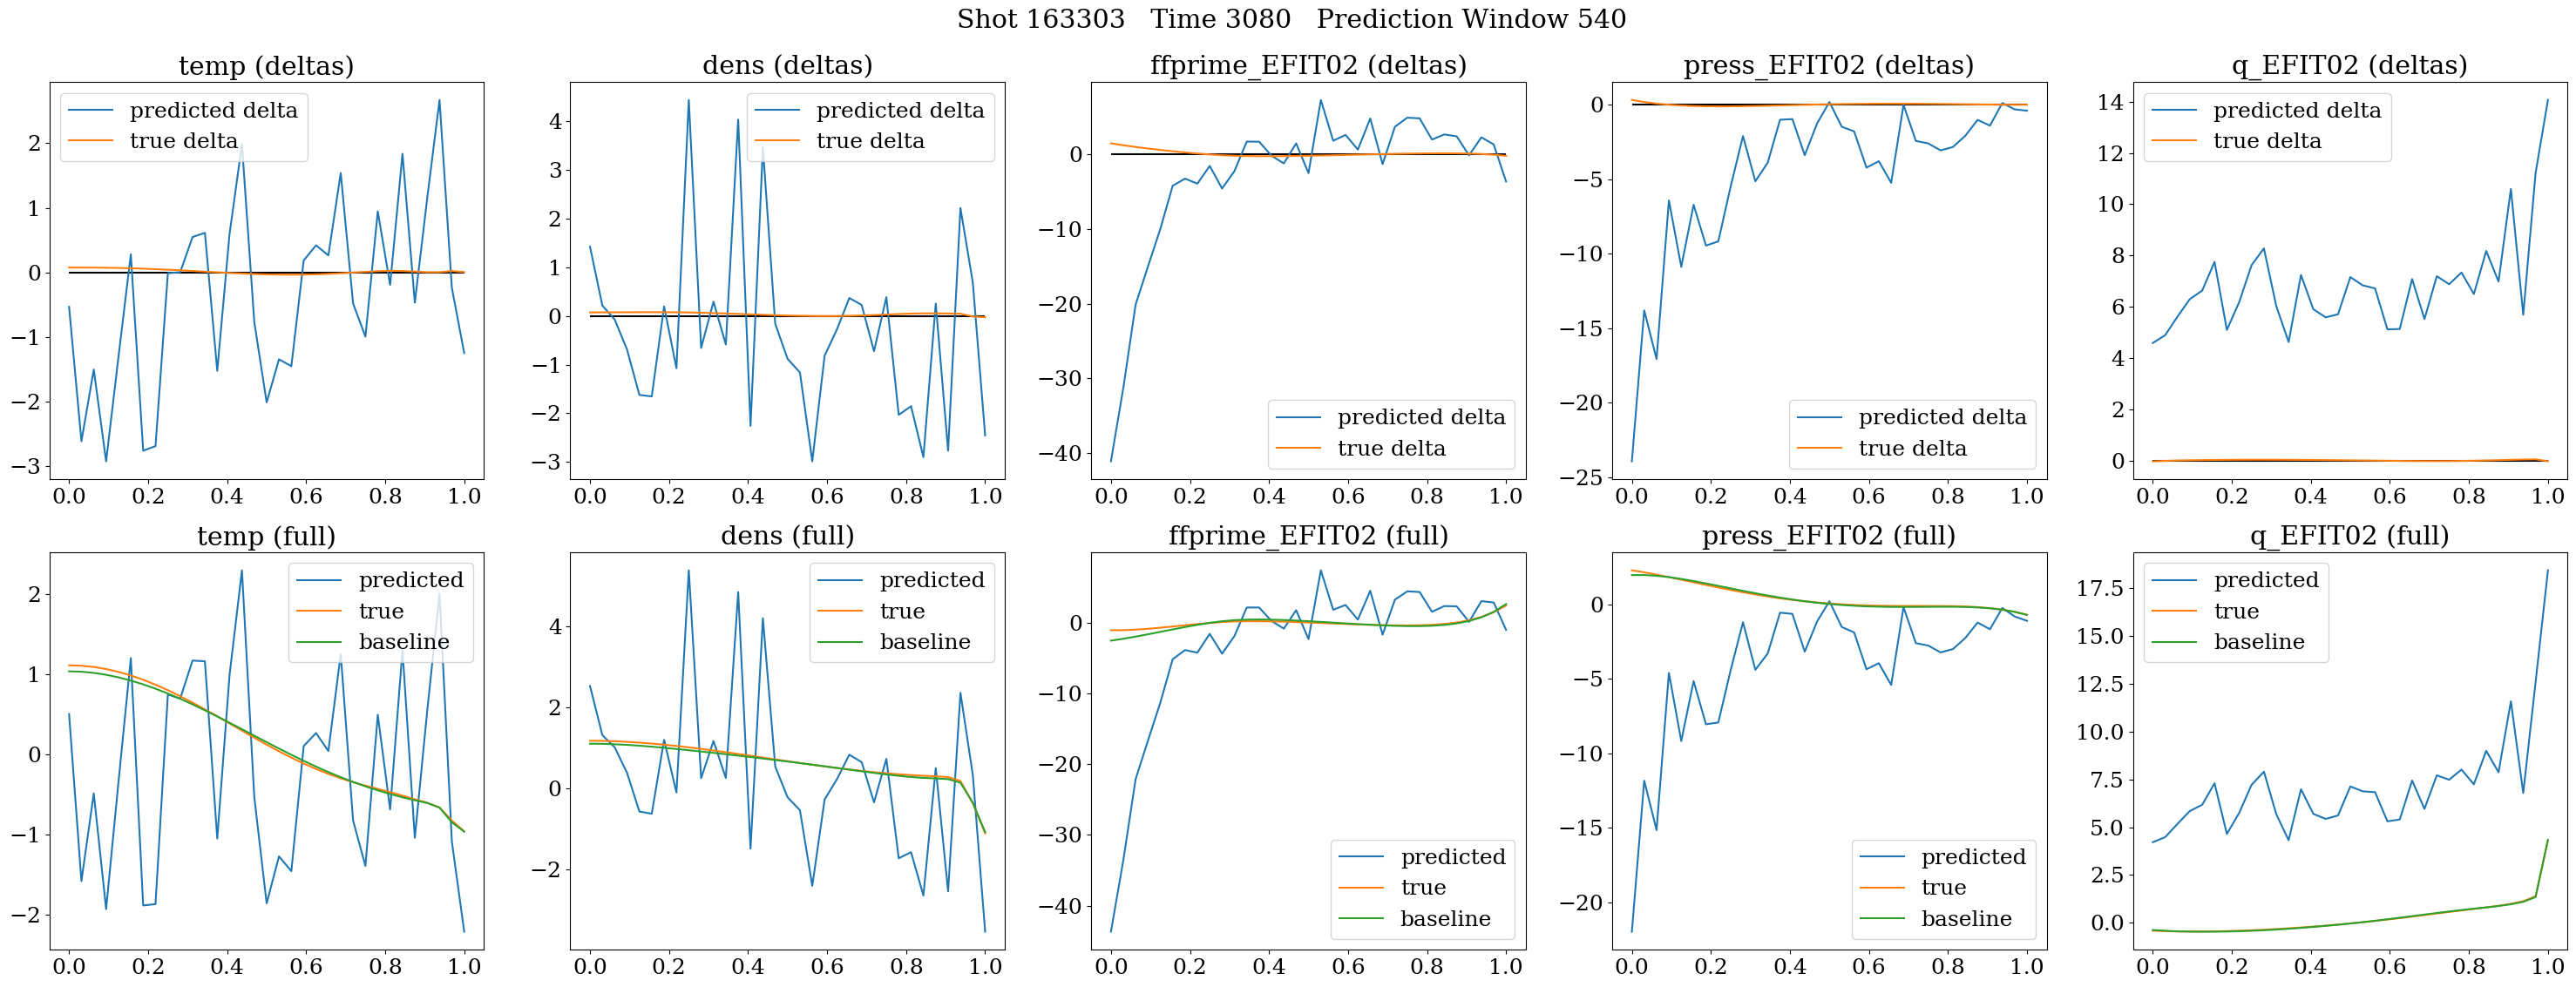 Shot 163303   Time 3080   Prediction Window 540
temp (deltas)
predicted delta
true delta
2
1
0
−1
−2
−3
0.0 0.2 0.4 0.6 0.8 1.0
dens (deltas)
predicted delta
true delta
4
3
2
1
0
−1
−2
−3
0.0 0.2 0.4 0.6 0.8 1.0
ffprime_EFIT02 (deltas)
0
−10
−20
−30
−40
predicted delta
true delta
0.0 0.2 0.4 0.6 0.8 1.0
press_EFIT02 (deltas)
0
−5
−10
−15
−20
−25
predicted delta
true delta
0.0 0.2 0.4 0.6 0.8 1.0
q_EFIT02 (deltas)
predicted delta
true delta
14
12
10
8
6
4
2
0
0.0 0.2 0.4 0.6 0.8 1.0
temp (full)
predicted
true
baseline
2
1
0
−1
−2
0.0 0.2 0.4 0.6 0.8 1.0
dens (full)
predicted
true
baseline
4
2
0
−2
0.0 0.2 0.4 0.6 0.8 1.0
ffprime_EFIT02 (full)
0
−10
−20
−30
−40
predicted
true
baseline
0.0 0.2 0.4 0.6 0.8 1.0
press_EFIT02 (full)
0
−5
−10
−15
−20
predicted
true
baseline
0.0 0.2 0.4 0.6 0.8 1.0
q_EFIT02 (full)
predicted
true
baseline
17.5
15.0
12.5
10.0
7.5
5.0
2.5
0.0
0.0 0.2 0.4 0.6 0.8 1.0